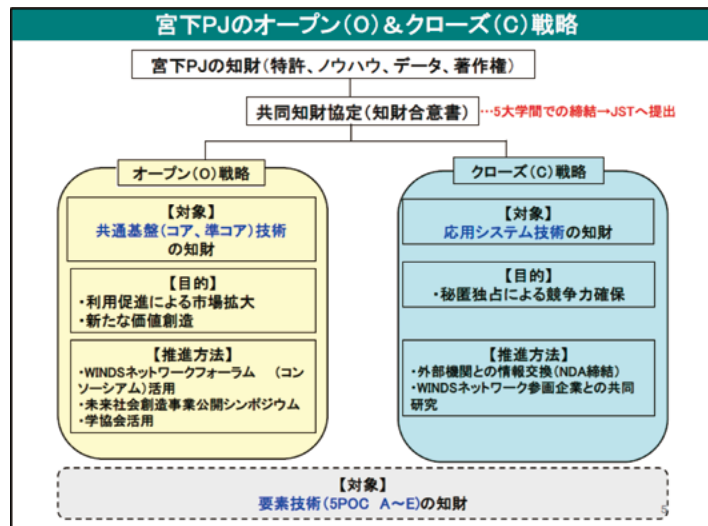 宮下PJのオープン(O)＆クローズ(C)戦略
宮下PJの知財(特許、ノウハウ、データ、著作権)
共同知財協定(知財合意書)
…5大学間での締結→JSTへ提出
オープン(O)戦略
【対象】
共通基盤(コア、準コア)技術
の知財
【目的】
・利用促進による市場拡大
・新たな価値創造
【推進方法】
・WINDSネットワークフォーラム （コン
ソーシアム）活用
・未来社会創造事業公開シンポジウム
・学協会活用
クローズ(C)戦略
【対象】
応用システム技術の知財
【目的】
・秘匿独占による競争力確保
【推進方法】
・外部機関との情報交換(NDA締結)
・WINDSネットワーク参画企業との共同
研究
【対象】
要素技術(5POC A～E)の知財
5